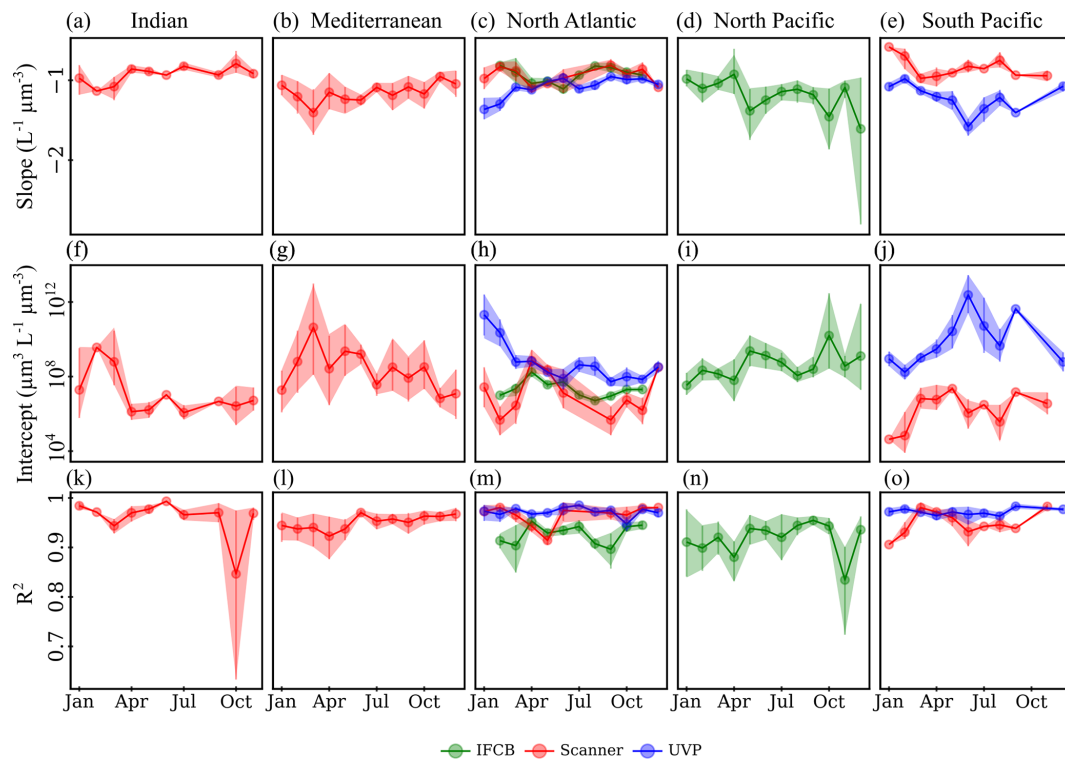 (a) Indian (b) Mediterranean (c) North Atlantic (d) North Pacific (e) South Pacific
Slope (L⁻¹ µm⁻³)
−1
−2
(f) (g) (h) (i) (j)
Intercept (µm³ L⁻¹ µm⁻³)
10¹²
10⁸
10⁴
(k) (l) (m) (n) (o)
R²
1
0.9
0.8
0.7
Jan Apr Jul Oct Jan Apr Jul Oct Jan Apr Jul Oct Jan Apr Jul Oct Jan Apr Jul Oct
IFCB Scanner UVP